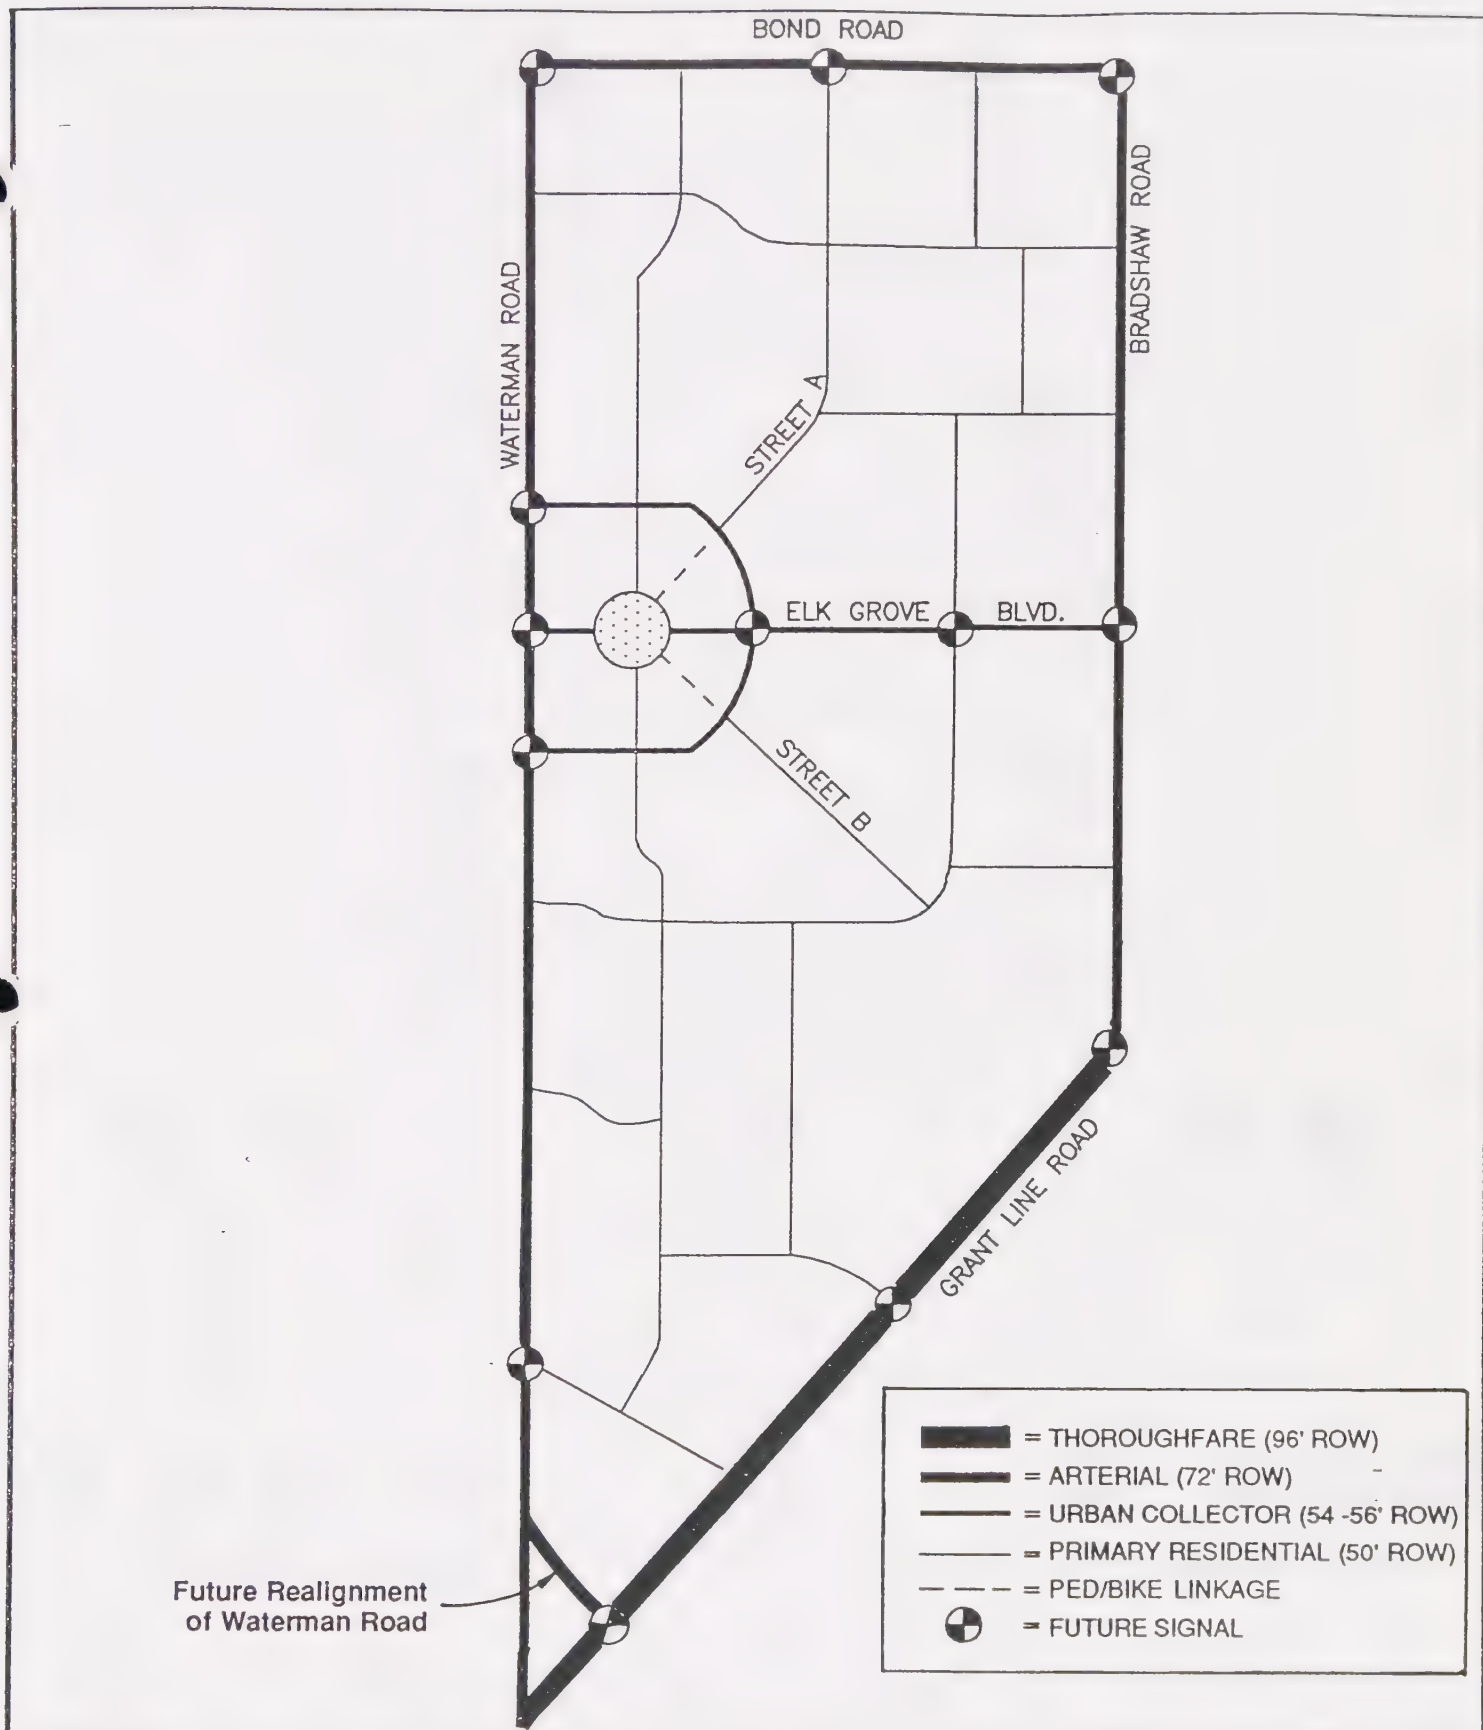 BOND ROAD
BRADSHAW ROAD
WATERMAN ROAD
STREET A
ELK GROVE BLVD.
STREET B
GRANT LINE ROAD
= THOROUGHFARE (96' ROW)
= ARTERIAL (72' ROW)
= URBAN COLLECTOR (54 -56' ROW)
= PRIMARY RESIDENTIAL (50' ROW)
= PED/BIKE LINKAGE
= FUTURE SIGNAL
Future Realignment
of Waterman Road